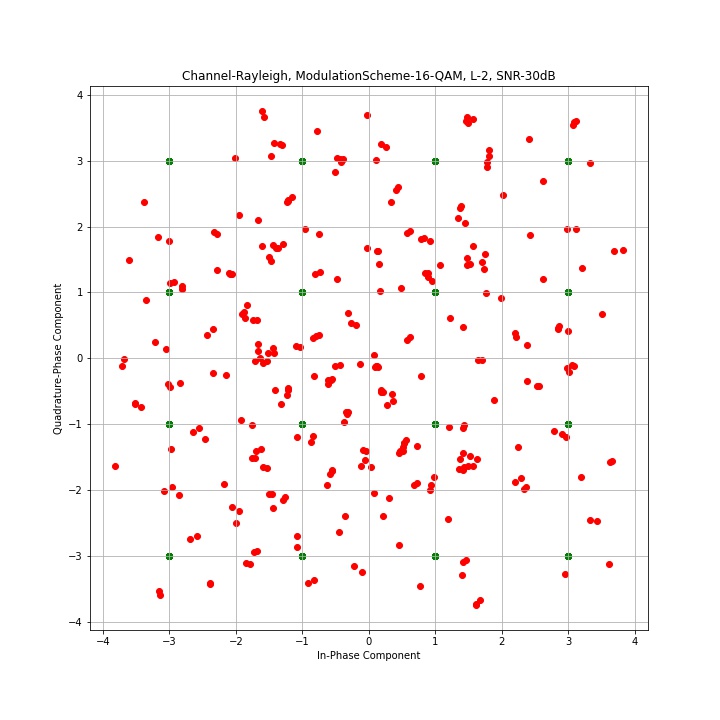 Channel-Rayleigh, ModulationScheme-16-QAM, L-2, SNR-30dB
4
3
2
1
0
−1
−2
−3
−4
Quadrature-Phase Component
−4 −3 −2 −1 0 1 2 3 4
In-Phase Component